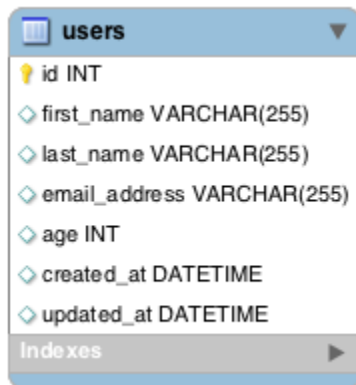 users
id INT
first_name VARCHAR(255)
last_name VARCHAR(255)
email_address VARCHAR(255)
age INT
created_at DATETIME
updated_at DATETIME
Indexes